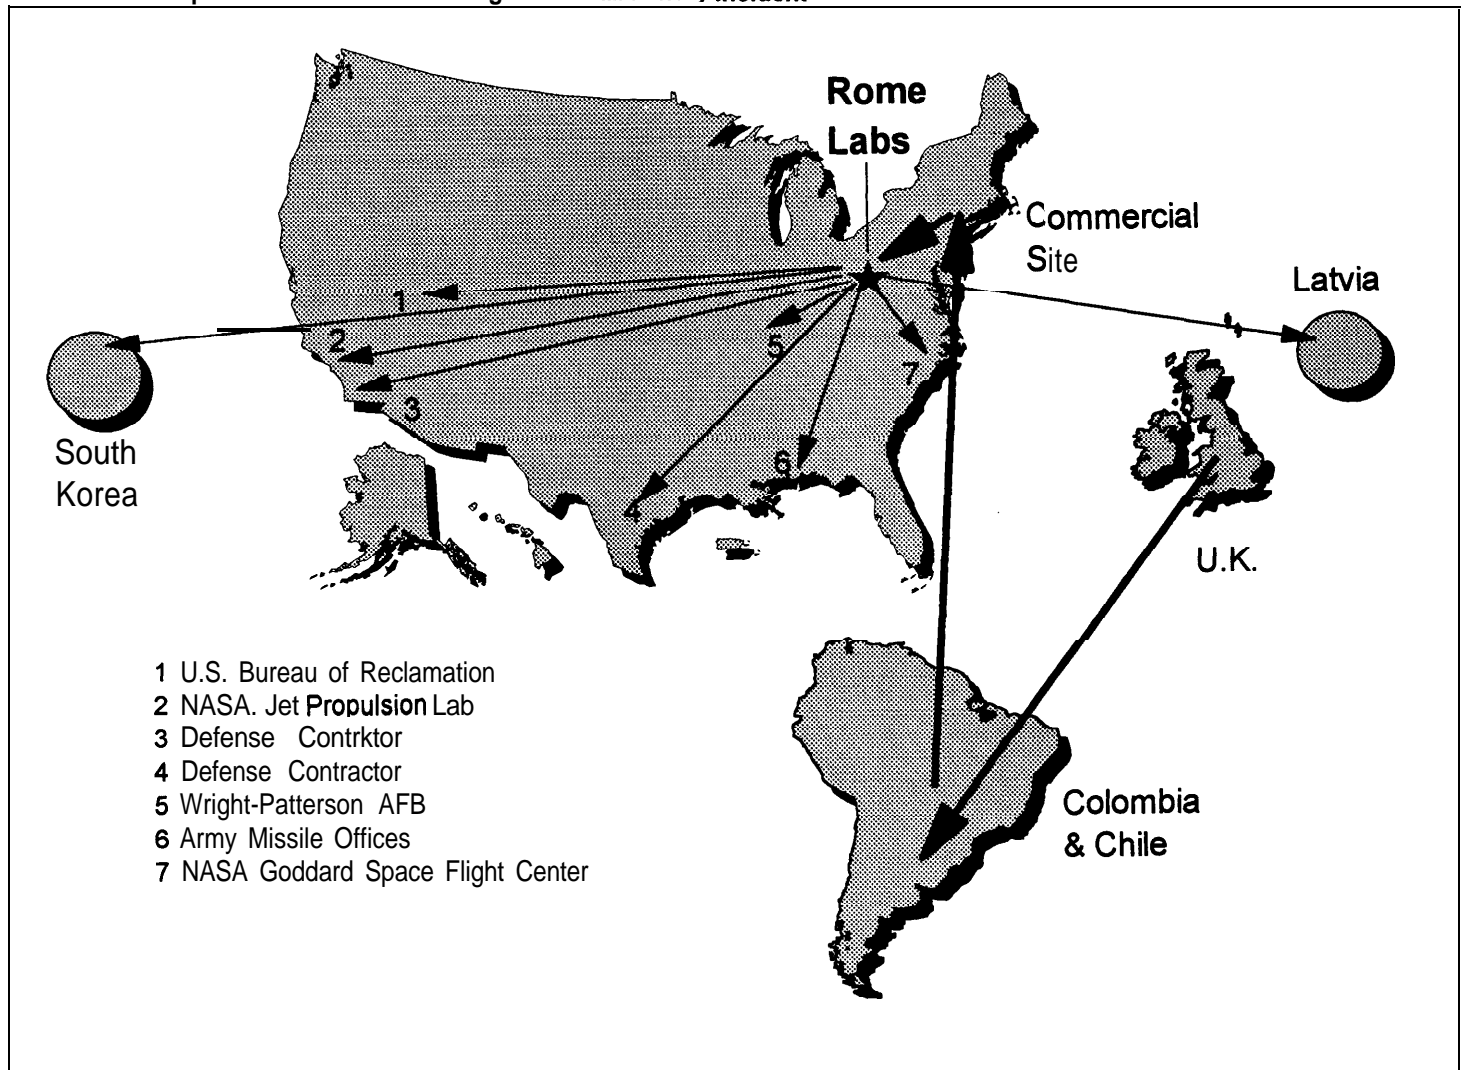 Incident
Rome
Labs
Commercial
Site
Latvia
South
Korea
U.K.
Colombia
& Chile
1
2
3
4
5
6
7
1 U.S. Bureau of Reclamation
2 NASA. Jet Propulsion Lab
3 Defense Contrktor
4 Defense Contractor
5 Wright-Patterson AFB
6 Army Missile Offices
7 NASA Goddard Space Flight Center